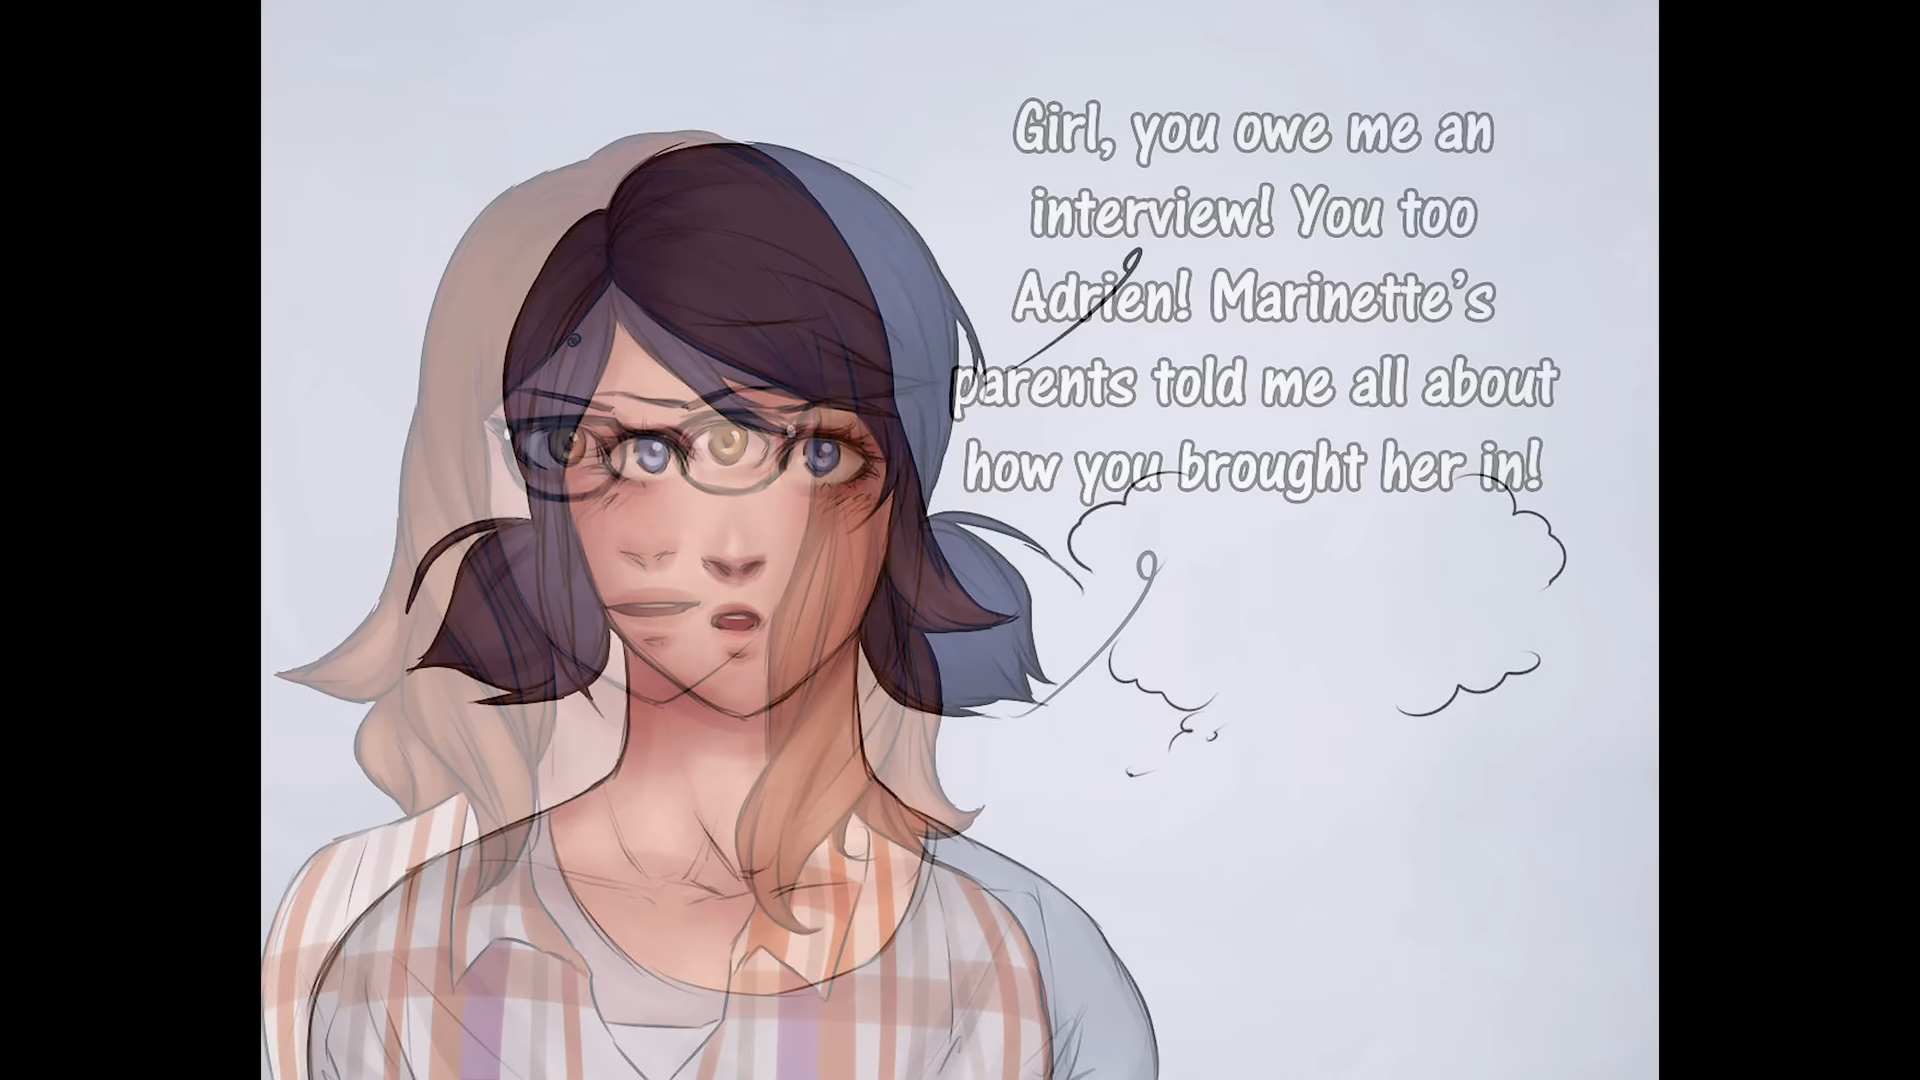 Girl, you owe me an
interview! You too
Adrien! Marinette's
parents told me all about
how you brought her in!